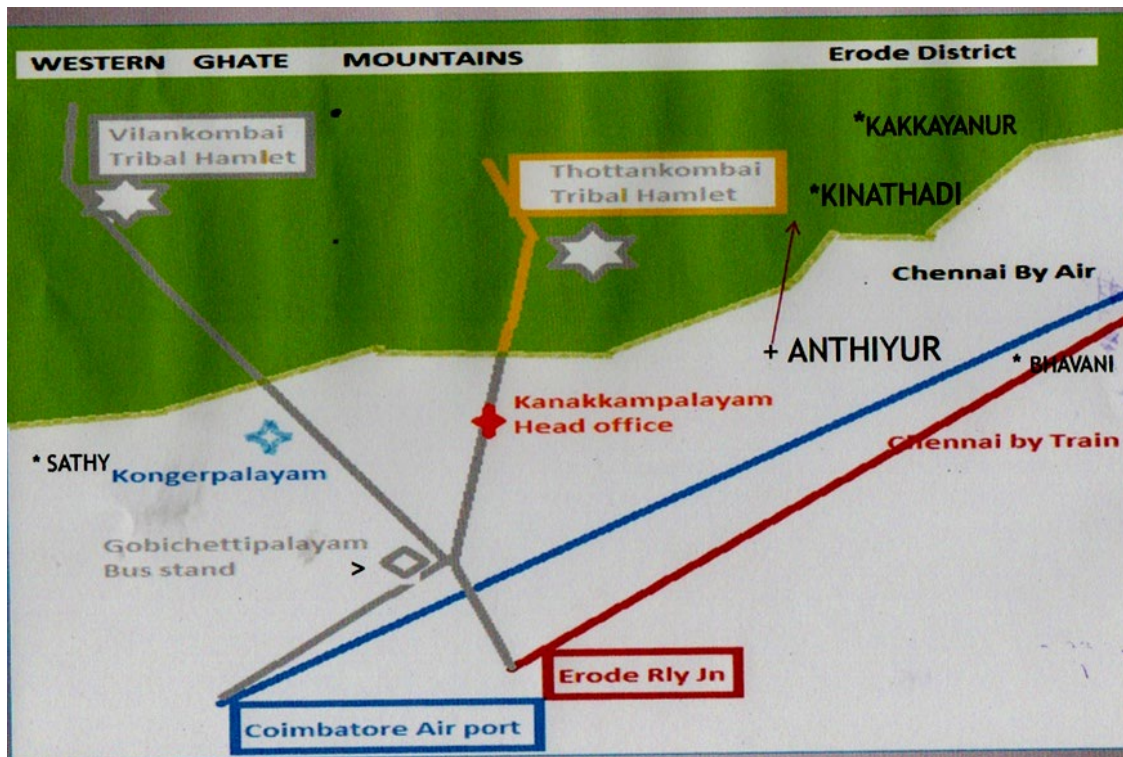 WESTERN GHATE MOUNTAINS Erode District
Vilankombai
Tribal Hamlet
Thottankombai
Tribal Hamlet
*KAKKAYANUR
*KINATHADI
Chennai By Air
+ ANTHIYUR
* BHAVANI
Kanakkampalayam
Head office
Chennai by Train
* SATHY
Kongerpalayam
Gobichettipalayam
Bus stand >
Erode Rly Jn
Coimbatore Air port